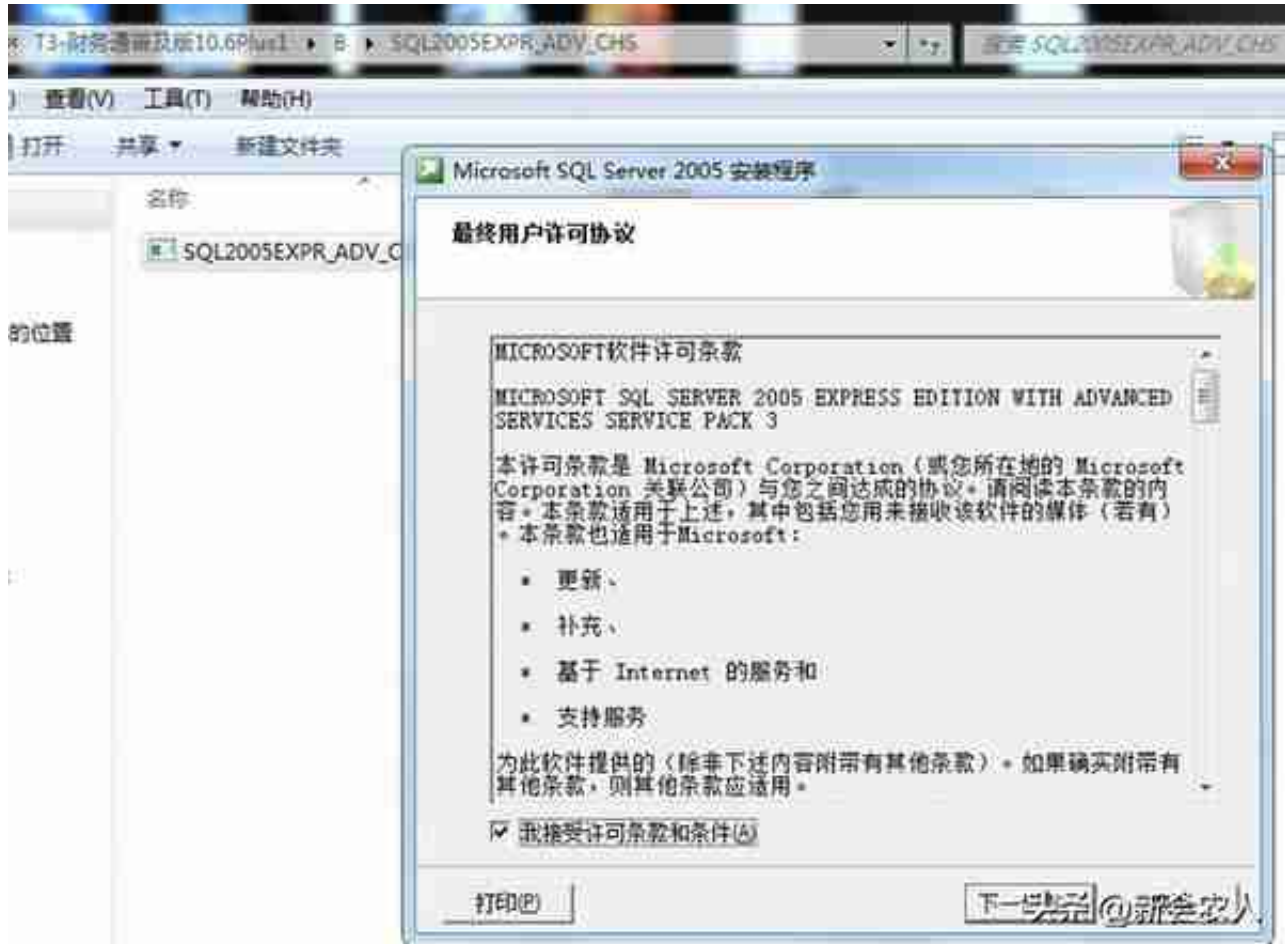 T3-财务通普及版10.6Plus1 ▸ B ▸ SQL2005EXPR_ADV_CHS
搜索 SQL2005EXPR_ADV_CHS
查看(V) 工具(T) 帮助(H)
打开 共享 新建文件夹
名称
SQL2005EXPR_ADV_C
的位置
Microsoft SQL Server 2005 安装程序
最终用户许可协议
MICROSOFT软件许可条款
MICROSOFT SQL SERVER 2005 EXPRESS EDITION WITH ADVANCED
SERVICES SERVICE PACK 3
本许可条款是 Microsoft Corporation（或您所在地的 Microsoft
Corporation 关联公司）与您之间达成的协议。请阅读本条款的内
容。本条款适用于上述，其中包括您用来接收该软件的媒体（若有）
。本条款也适用于Microsoft：
* 更新、
* 补充、
* 基于 Internet 的服务和
* 支持服务
为此软件提供的（除非下述内容附带有其他条款）。如果确实附带有
其他条款，则其他条款应适用。
我接受许可条款和条件(A)
打印(P)
下一
头条 @新会农人